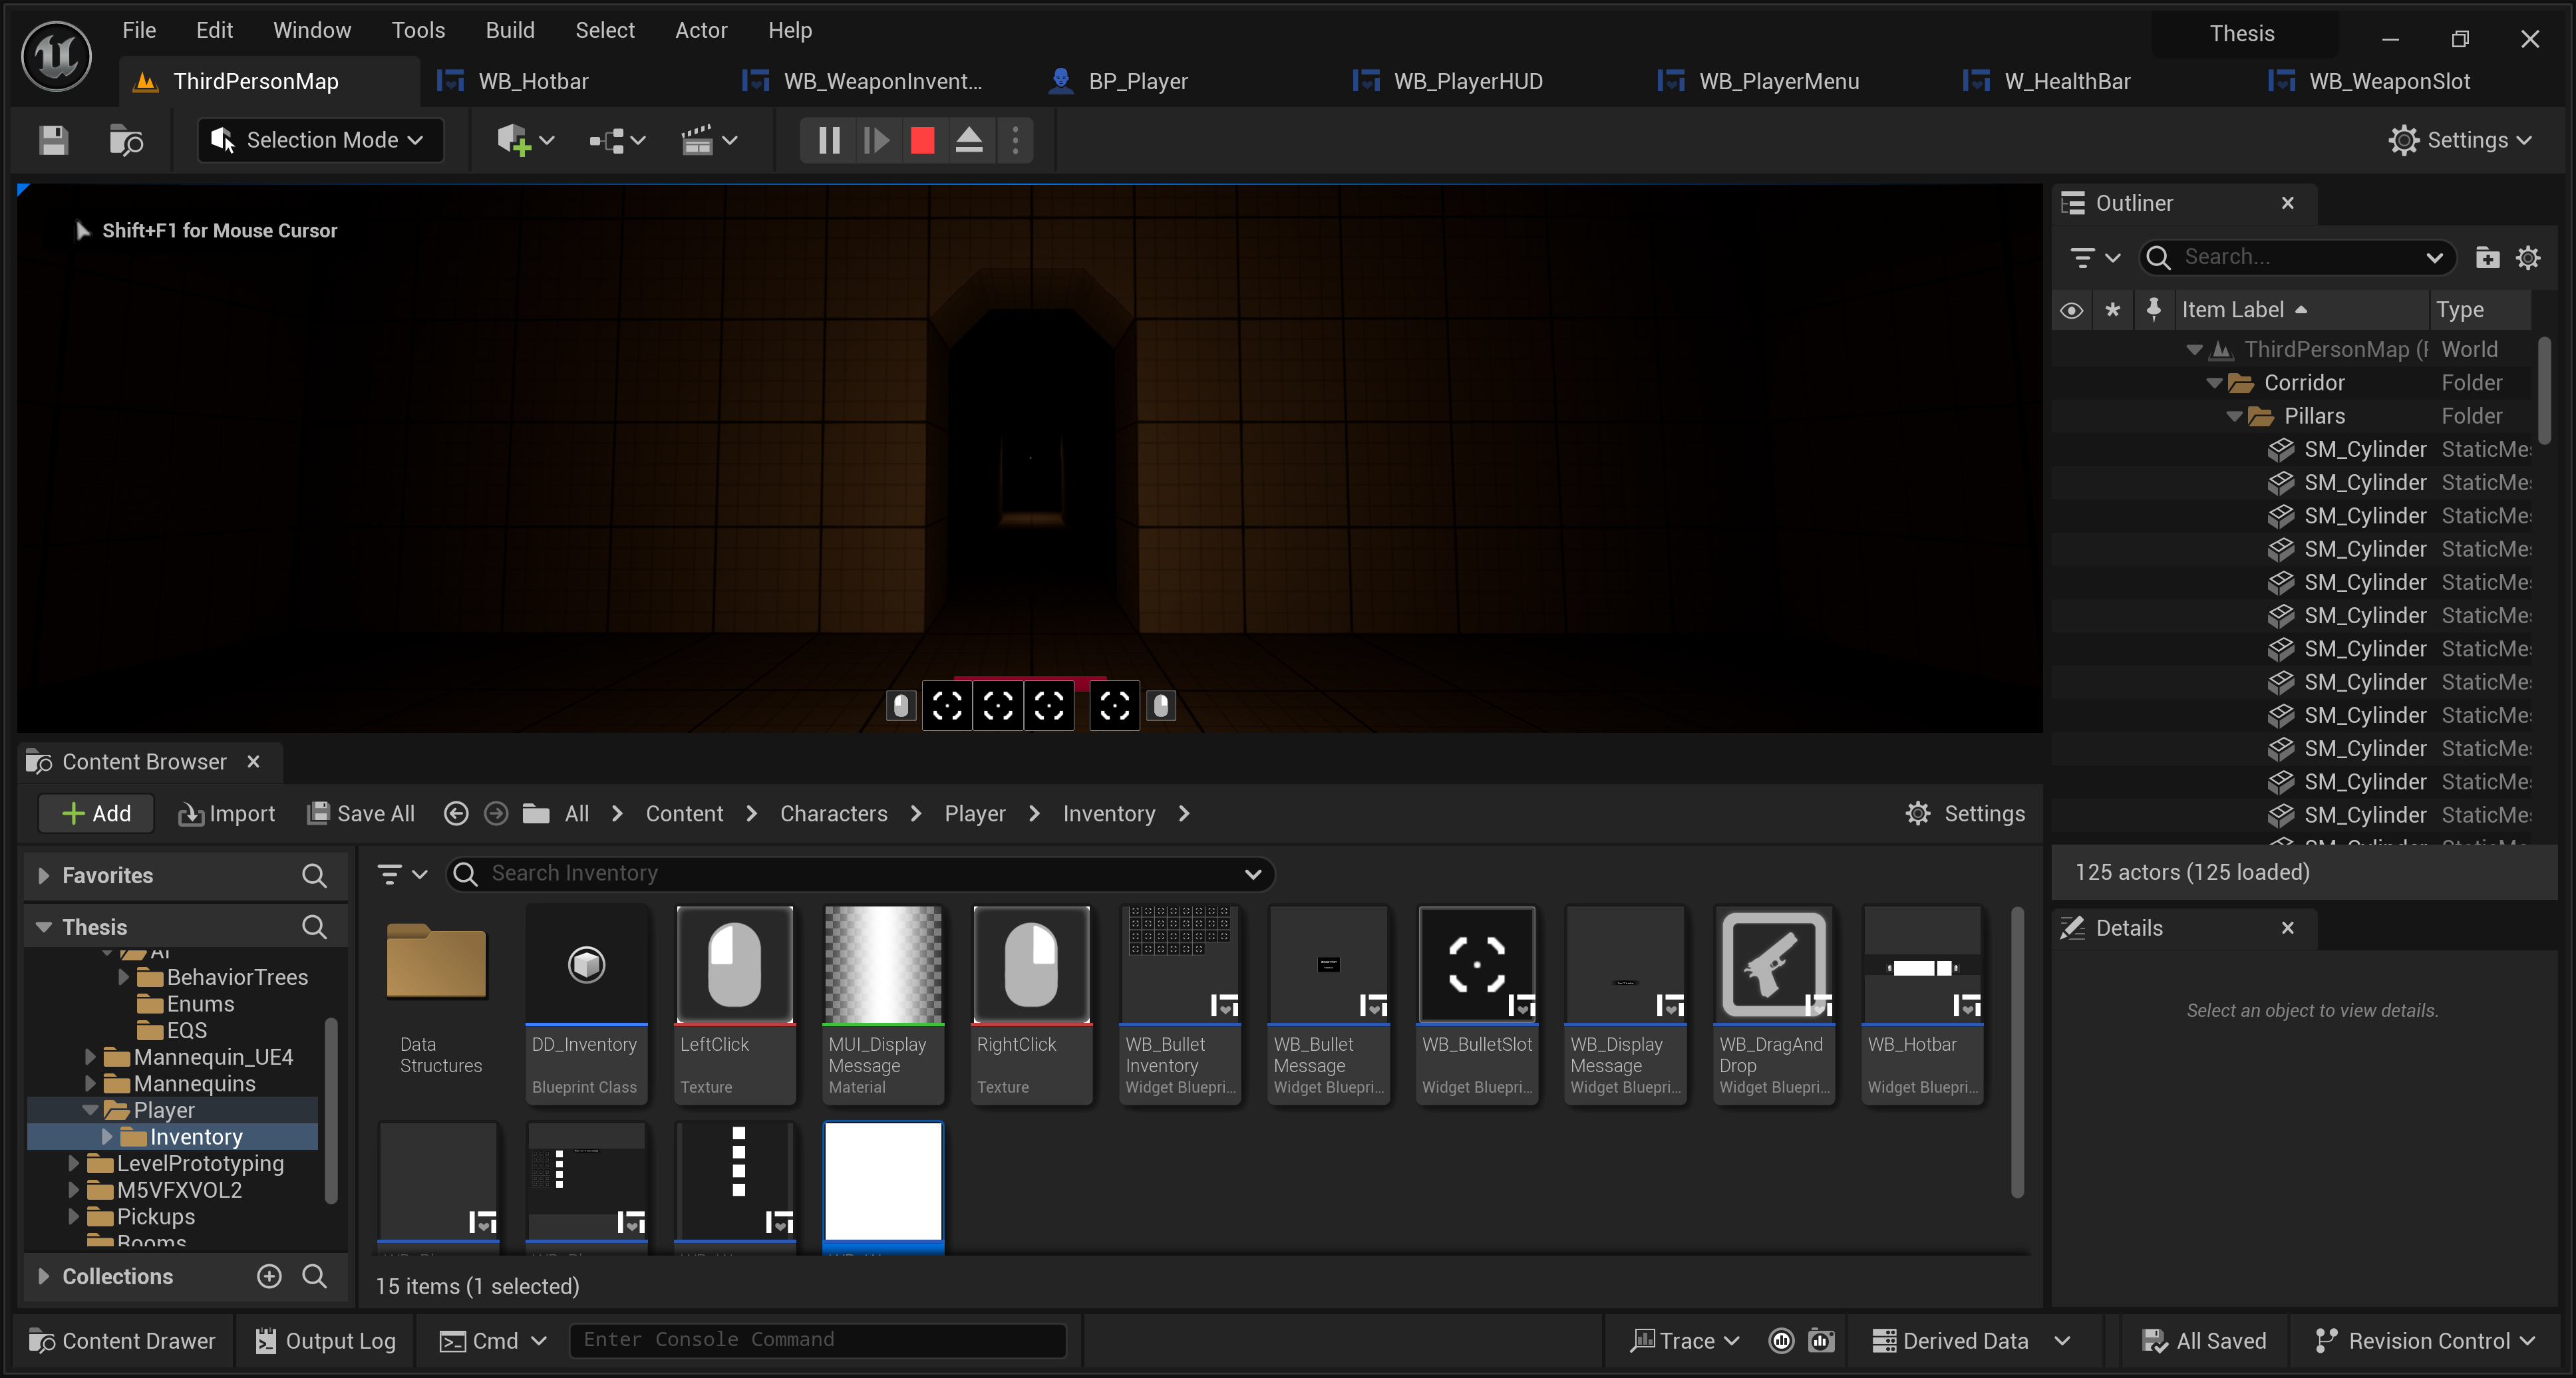 File Edit Window Tools Build Select Actor Help Thesis
ThirdPersonMap WB_Hotbar WB_WeaponInvent... BP_Player WB_PlayerHUD WB_PlayerMenu W_HealthBar WB_WeaponSlot
Selection Mode Settings
Shift+F1 for Mouse Cursor
Outliner
Search...
Item Label Type
ThirdPersonMap ( World
Corridor Folder
Pillars Folder
SM_Cylinder StaticMe
SM_Cylinder StaticMe
SM_Cylinder StaticMe
SM_Cylinder StaticMe
SM_Cylinder StaticMe
SM_Cylinder StaticMe
SM_Cylinder StaticMe
SM_Cylinder StaticMe
SM_Cylinder StaticMe
SM_Cylinder StaticMe
SM_Cylinder StaticMe
SM_Cylinder StaticMe
125 actors (125 loaded)
Details
Select an object to view details.
Content Browser
Add Import Save All All Content Characters Player Inventory Settings
Favorites
Thesis
AI
BehaviorTrees
Enums
EQS
Mannequin_UE4
Mannequins
Player
Inventory
LevelPrototyping
M5VFXVOL2
Pickups
Rooms
Collections
Search Inventory
Data Structures
DD_Inventory
Blueprint Class
LeftClick
Texture
MUI_Display Message
Material
RightClick
Texture
WB_Bullet Inventory
Widget Bluepri...
WB_Bullet Message
Widget Bluepri...
WB_BulletSlot
Widget Bluepri...
WB_Display Message
Widget Bluepri...
WB_DragAnd Drop
Widget Bluepri...
WB_Hotbar
Widget Bluepri...
15 items (1 selected)
Content Drawer Output Log Cmd Enter Console Command Trace Derived Data All Saved Revision Control